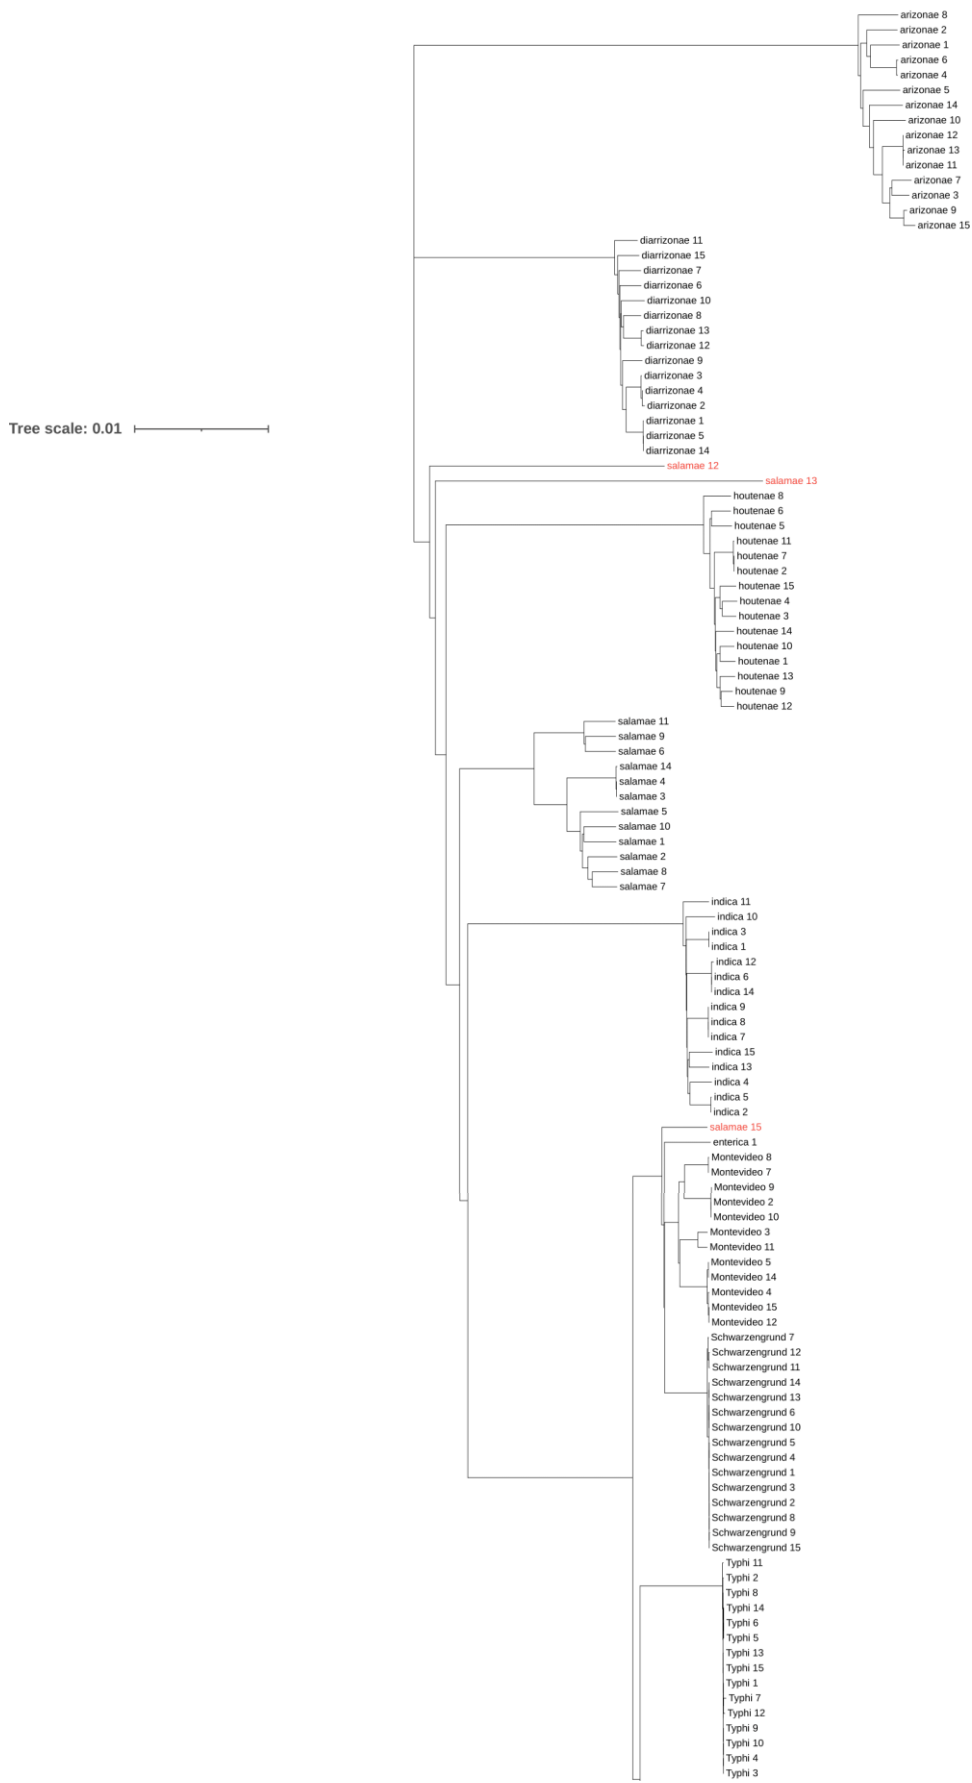 arizonae 8
arizonae 2
arizonae 1
arizonae 6
arizonae 4
arizonae 5
arizonae 14
arizonae 10
arizonae 12
arizonae 13
arizonae 11
arizonae 7
arizonae 3
arizonae 9
arizonae 15
diarrizonae 11
diarrizonae 15
diarrizonae 7
diarrizonae 6
diarrizonae 10
diarrizonae 8
diarrizonae 13
diarrizonae 12
diarrizonae 9
diarrizonae 3
diarrizonae 4
diarrizonae 2
diarrizonae 1
Tree scale: 0.01
diarrizonae 5
diarrizonae 14
salamae 12
salamae 13
houtenae 8
houtenae 6
houtenae 5
houtenae 11
houtenae 7
houtenae 2
houtenae 15
houtenae 4
houtenae 3
houtenae 14
houtenae 10
houtenae 1
houtenae 13
houtenae 9
houtenae 12
salamae 11
salamae 9
salamae 6
salamae 14
salamae 4
salamae 3
salamae 5
salamae 10
salamae 1
salamae 2
salamae 8
salamae 7
indica 11
indica 10
indica 3
indica 1
indica 12
indica 6
indica 14
indica 9
indica 8
indica 7
indica 15
indica 13
indica 4
indica 5
indica 2
salamae 15
enterica 1
Montevideo 8
Montevideo 7
Montevideo 9
Montevideo 2
Montevideo 10
Montevideo 3
Montevideo 11
Montevideo 5
Montevideo 14
Montevideo 4
Montevideo 15
Montevideo 12
Schwarzengrund 7
Schwarzengrund 12
Schwarzengrund 11
Schwarzengrund 14
Schwarzengrund 13
Schwarzengrund 6
Schwarzengrund 10
Schwarzengrund 5
Schwarzengrund 4
Schwarzengrund 1
Schwarzengrund 3
Schwarzengrund 2
Schwarzengrund 8
Schwarzengrund 9
Schwarzengrund 15
Typhi 11
Typhi 2
Typhi 8
Typhi 14
Typhi 6
Typhi 5
Typhi 13
Typhi 15
Typhi 1
Typhi 7
Typhi 12
Typhi 9
Typhi 10
Typhi 4
Typhi 3